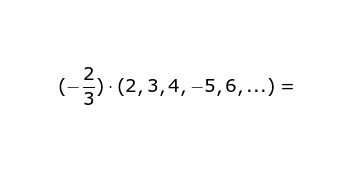 (−2/3) · (2, 3, 4, −5, 6, ...) =